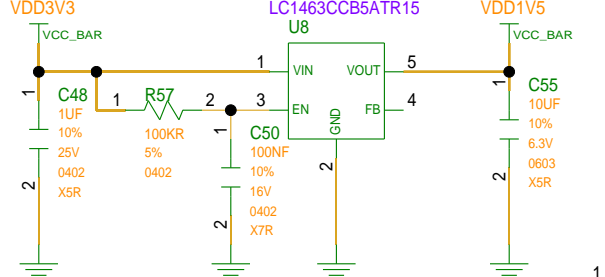 VDD3V3
LC1463CCB5ATR15
VDD1V5
VCC_BAR
U8
VCC_BAR
1
VIN
VOUT
5
1
C48
1UF
10%
25V
0402
X5R
2
R57
1
2
100KR
5%
0402
3
EN
FB
4
GND
2
1
C50
100NF
10%
16V
0402
X7R
2
1
C55
10UF
10%
6.3V
0603
X5R
2
1